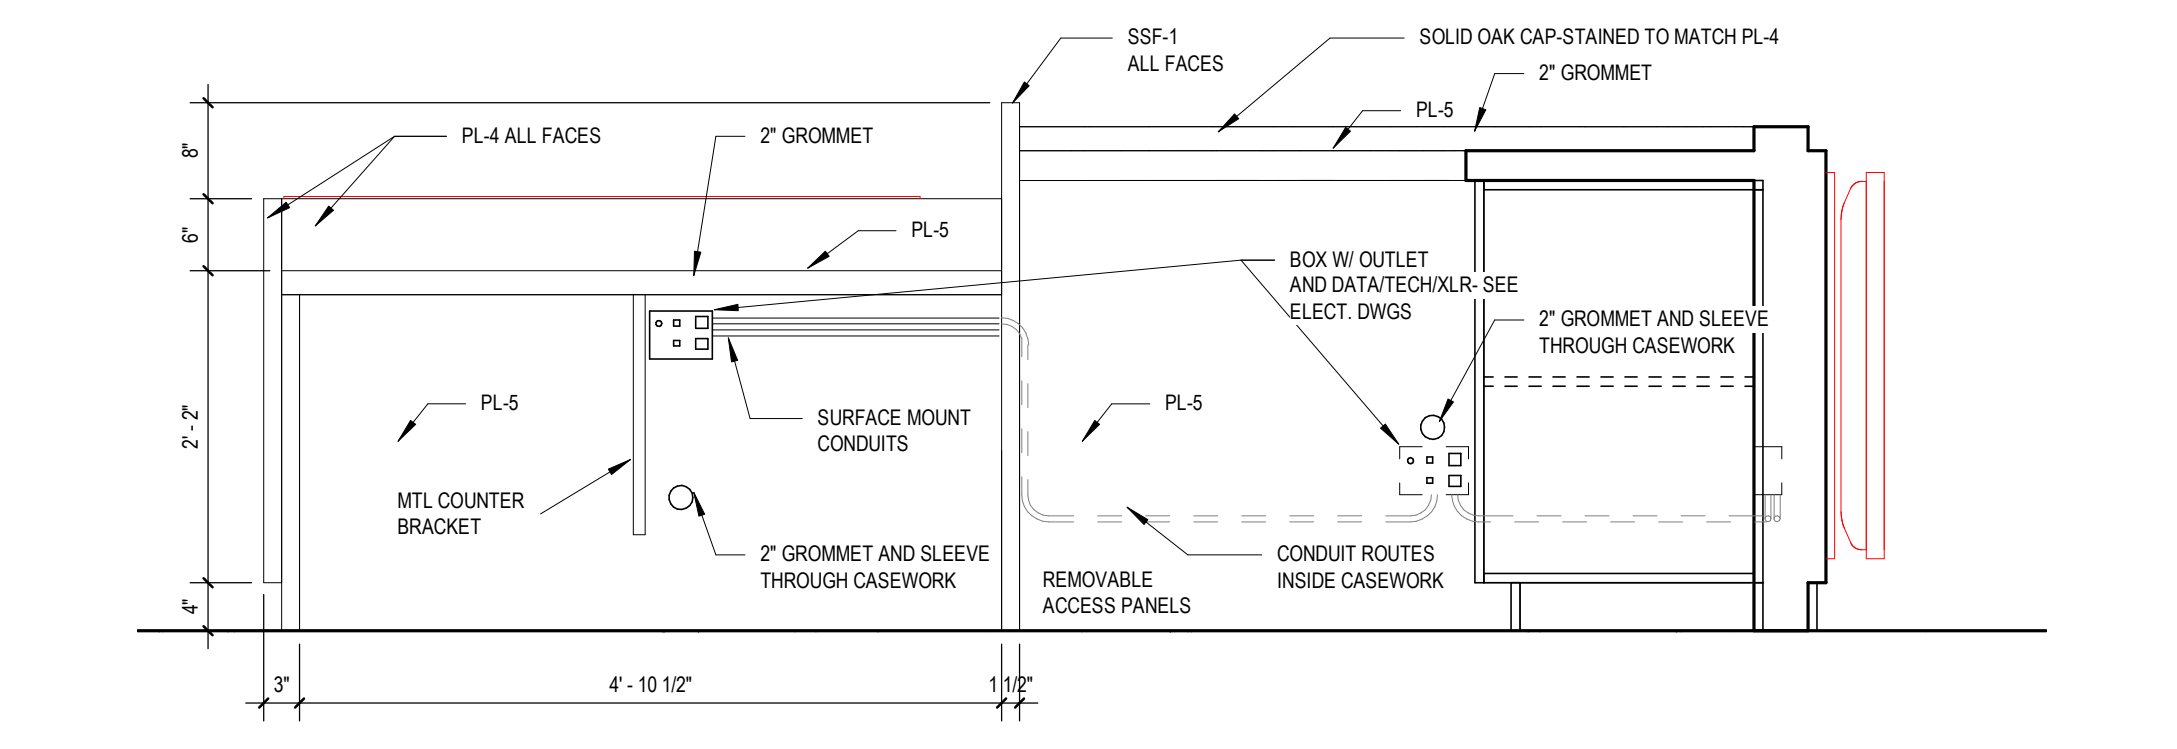 SSF-1
ALL FACES
SOLID OAK CAP-STAINED TO MATCH PL-4
2" GROMMET
PL-5
PL-4 ALL FACES
2" GROMMET
8"
6"
PL-5
BOX W/ OUTLET
AND DATA/TECH/XLR- SEE
ELECT. DWGS
2" GROMMET AND SLEEVE
THROUGH CASEWORK
PL-5
SURFACE MOUNT
CONDUITS
PL-5
2' - 2"
MTL COUNTER
BRACKET
2" GROMMET AND SLEEVE
THROUGH CASEWORK
CONDUIT ROUTES
INSIDE CASEWORK
REMOVABLE
ACCESS PANELS
4"
3"
4' - 10 1/2"
1 1/2"